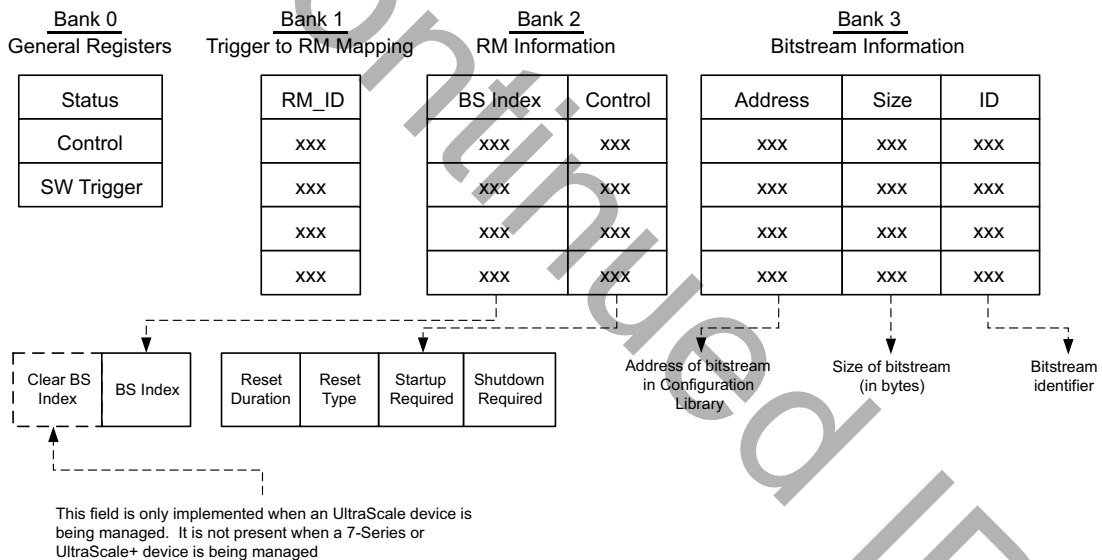 Bank 0
General Registers
Status
Control
SW Trigger
Bank 1
Trigger to RM Mapping
RM_ID
xxx
xxx
xxx
xxx
Bank 2
RM Information
BS Index Control
xxx xxx
xxx xxx
xxx xxx
xxx xxx
Bank 3
Bitstream Information
Address Size ID
xxx xxx xxx
xxx xxx xxx
xxx xxx xxx
xxx xxx xxx
Clear BS
Index
BS Index
Reset
Duration
Reset
Type
Startup
Required
Shutdown
Required
Address of bitstream
in Configuration
Library
Size of bitstream
(in bytes)
Bitstream
identifier
This field is only implemented when an UltraScale device is
being managed. It is not present when a 7-Series or
UltraScale+ device is being managed
ontinued IP